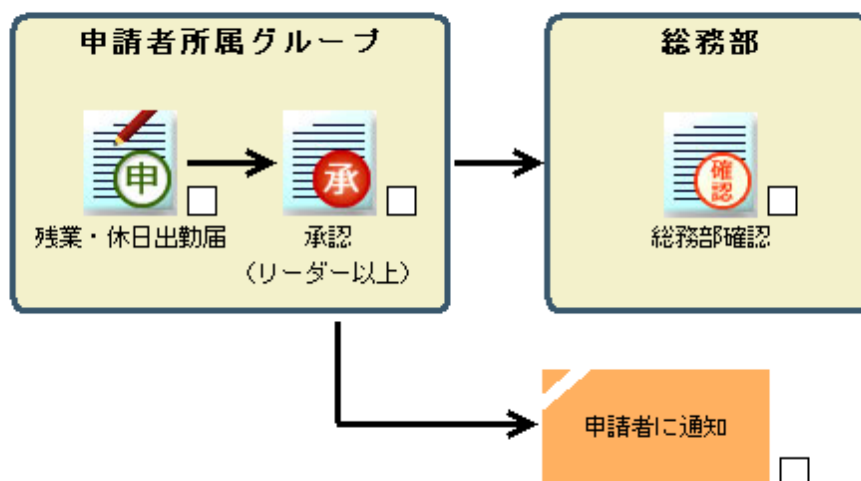 申請者所属グループ
総務部
申
承
確認
残業・休日出勤届
承認
（リーダー以上）
総務部確認
申請者に通知